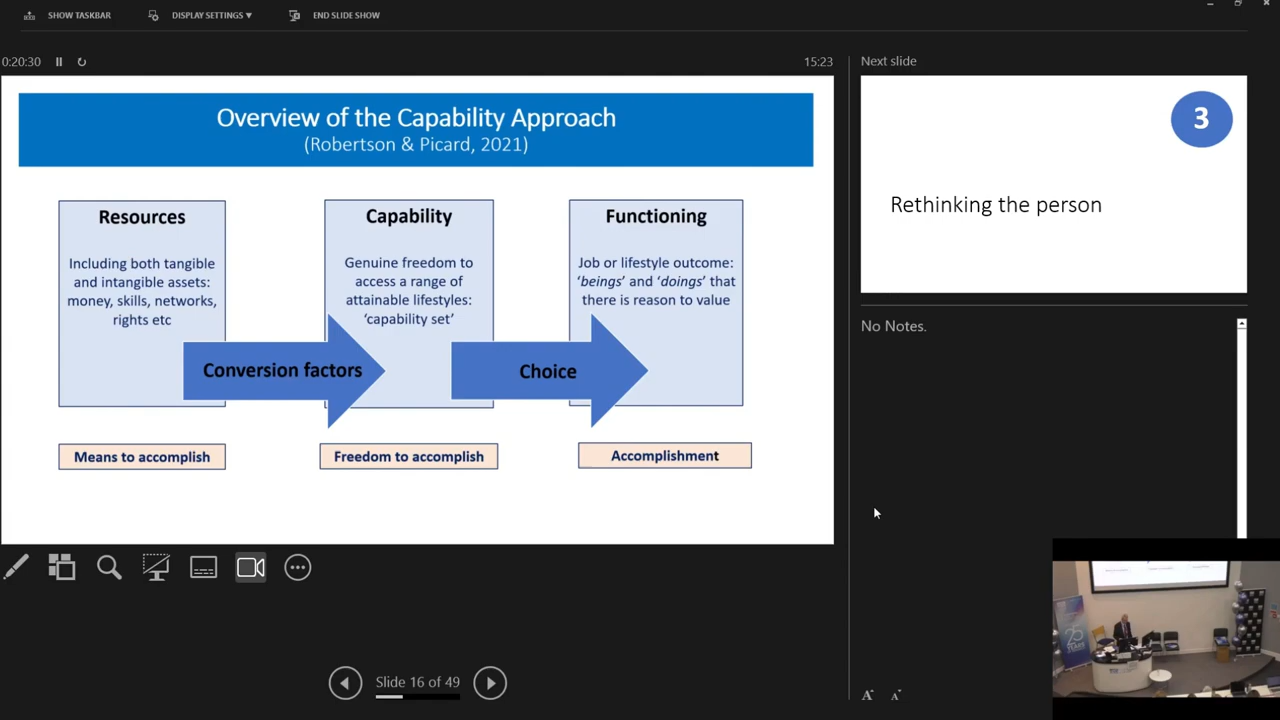 SHOW TASKBAR
DISPLAY SETTINGS ▼
END SLIDE SHOW
0:20:30
15:23
Overview of the Capability Approach
(Robertson & Picard, 2021)
Resources
Including both tangible
and intangible assets:
money, skills, networks,
rights etc
Capability
Genuine freedom to
access a range of
attainable lifestyles:
'capability set'
Functioning
Job or lifestyle outcome:
'beings' and 'doings' that
there is reason to value
Conversion factors
Choice
Means to accomplish
Freedom to accomplish
Accomplishment
Slide 16 of 49
Next slide
3
Rethinking the person
No Notes.
A
A
25
YEARS